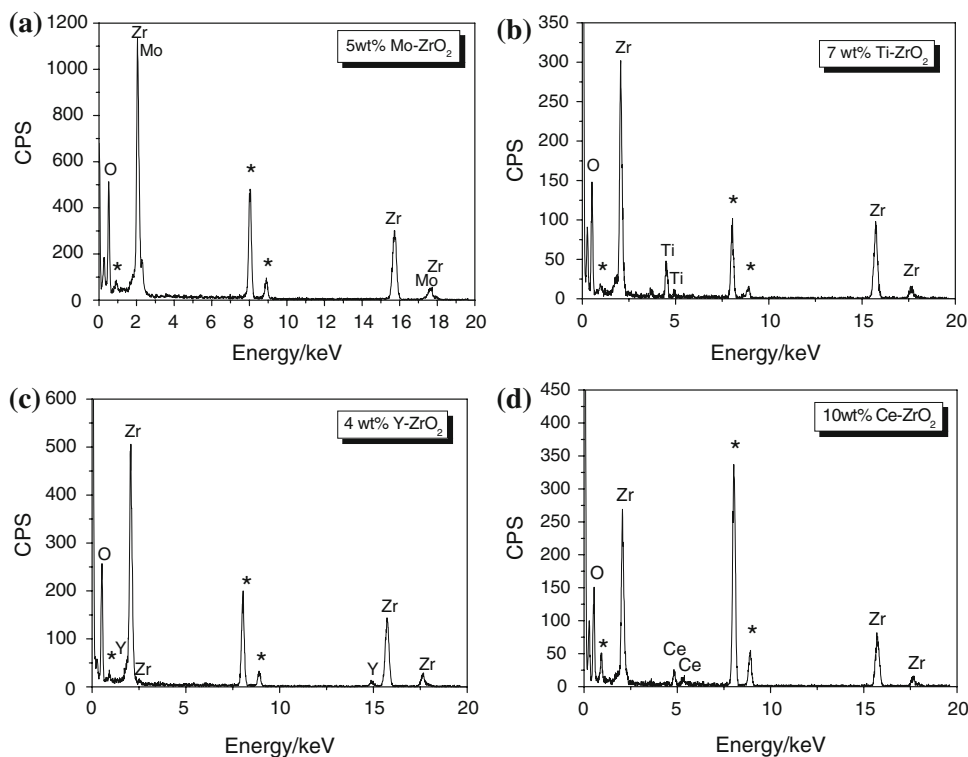 (a)
1200
1000
800
600
400
200
0
CPS
5wt% Mo-ZrO2
Zr
Mo
O
*
*
*
Zr
Zr
Mo
0 2 4 6 8 10 12 14 16 18 20
Energy/keV
(b)
350
300
250
200
150
100
50
0
CPS
7 wt% Ti-ZrO2
Zr
O
*
Ti
Ti
*
*
Zr
Zr
0 5 10 15 20
Energy/keV
(c)
600
500
400
300
200
100
0
CPS
4 wt% Y-ZrO2
Zr
O
*
Y
Zr
*
*
Y
Zr
Zr
0 5 10 15 20
Energy/keV
(d)
450
400
350
300
250
200
150
100
50
0
CPS
10wt% Ce-ZrO2
Zr
O
*
Ce
Ce
*
*
Zr
Zr
0 5 10 15 20
Energy/keV